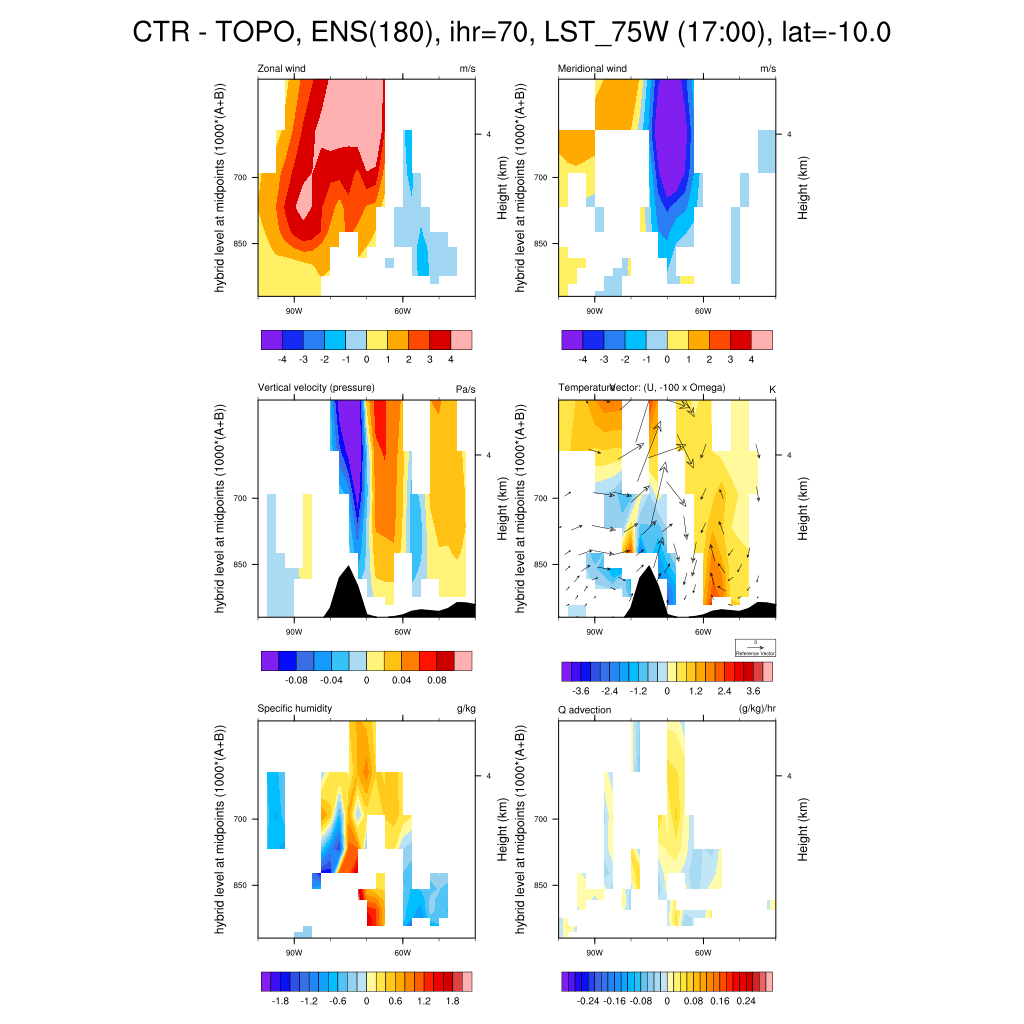 CTR - TOPO, ENS(180), ihr=70, LST_75W (17:00), lat=-10.0
Zonal wind m/s
hybrid level at midpoints (1000*(A+B))
700
850
4
Height (km)
90W 60W
-4 -3 -2 -1 0 1 2 3 4
Meridional wind m/s
hybrid level at midpoints (1000*(A+B))
700
850
4
Height (km)
90W 60W
-4 -3 -2 -1 0 1 2 3 4
Vertical velocity (pressure) Pa/s
hybrid level at midpoints (1000*(A+B))
700
850
4
Height (km)
90W 60W
-0.08 -0.04 0 0.04 0.08
Temperature Vector: (U, -100 x Omega) K
hybrid level at midpoints (1000*(A+B))
700
850
4
Height (km)
90W 60W
3
Reference Vector
-3.6 -2.4 -1.2 0 1.2 2.4 3.6
Specific humidity g/kg
hybrid level at midpoints (1000*(A+B))
700
850
4
Height (km)
90W 60W
-1.8 -1.2 -0.6 0 0.6 1.2 1.8
Q advection (g/kg)/hr
hybrid level at midpoints (1000*(A+B))
700
850
4
Height (km)
90W 60W
-0.24 -0.16 -0.08 0 0.08 0.16 0.24